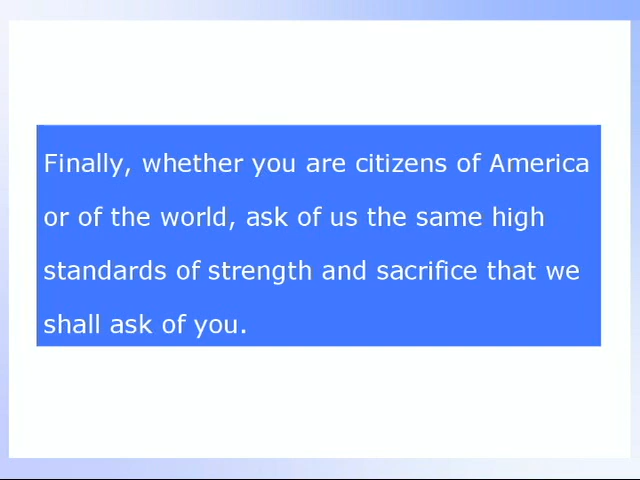 Finally, whether you are citizens of America
or of the world, ask of us the same high
standards of strength and sacrifice that we
shall ask of you.